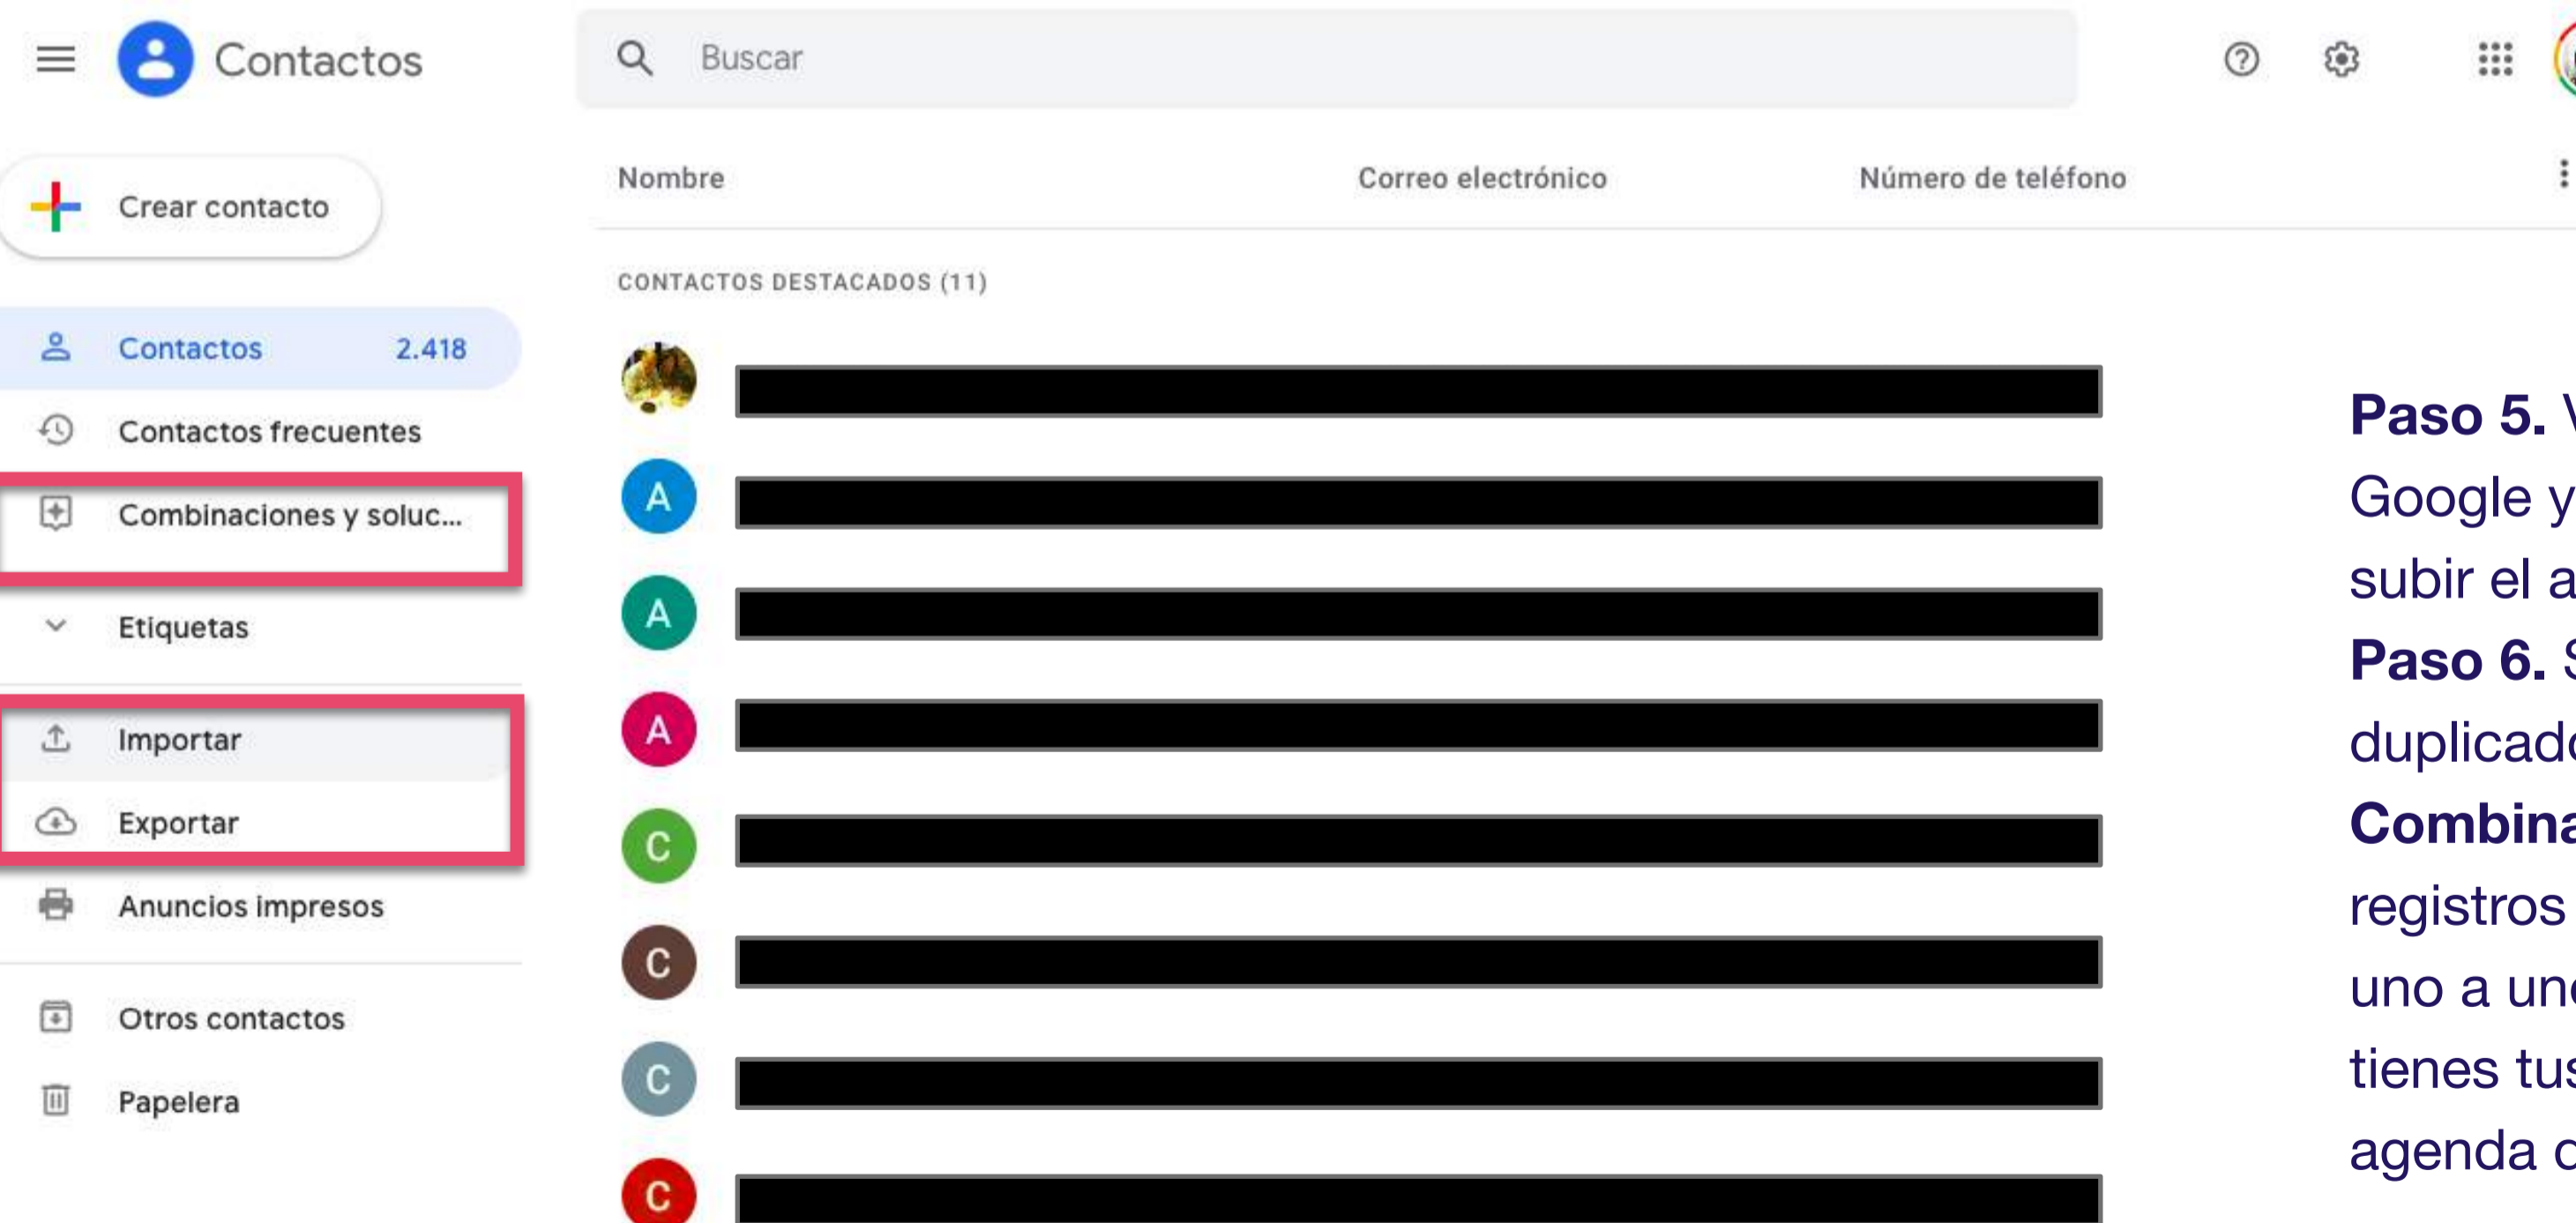 Contactos
Buscar
Crear contacto
Nombre Correo electrónico Número de teléfono
CONTACTOS DESTACADOS (11)
Contactos 2.418
Contactos frecuentes
Combinaciones y soluc...
Etiquetas
Importar
Exportar
Anuncios impresos
Otros contactos
Papelera
A
A
A
C
C
C
C
Paso 5.
Google y
subir el
Paso 6.
registros
uno a
tienes
agenda